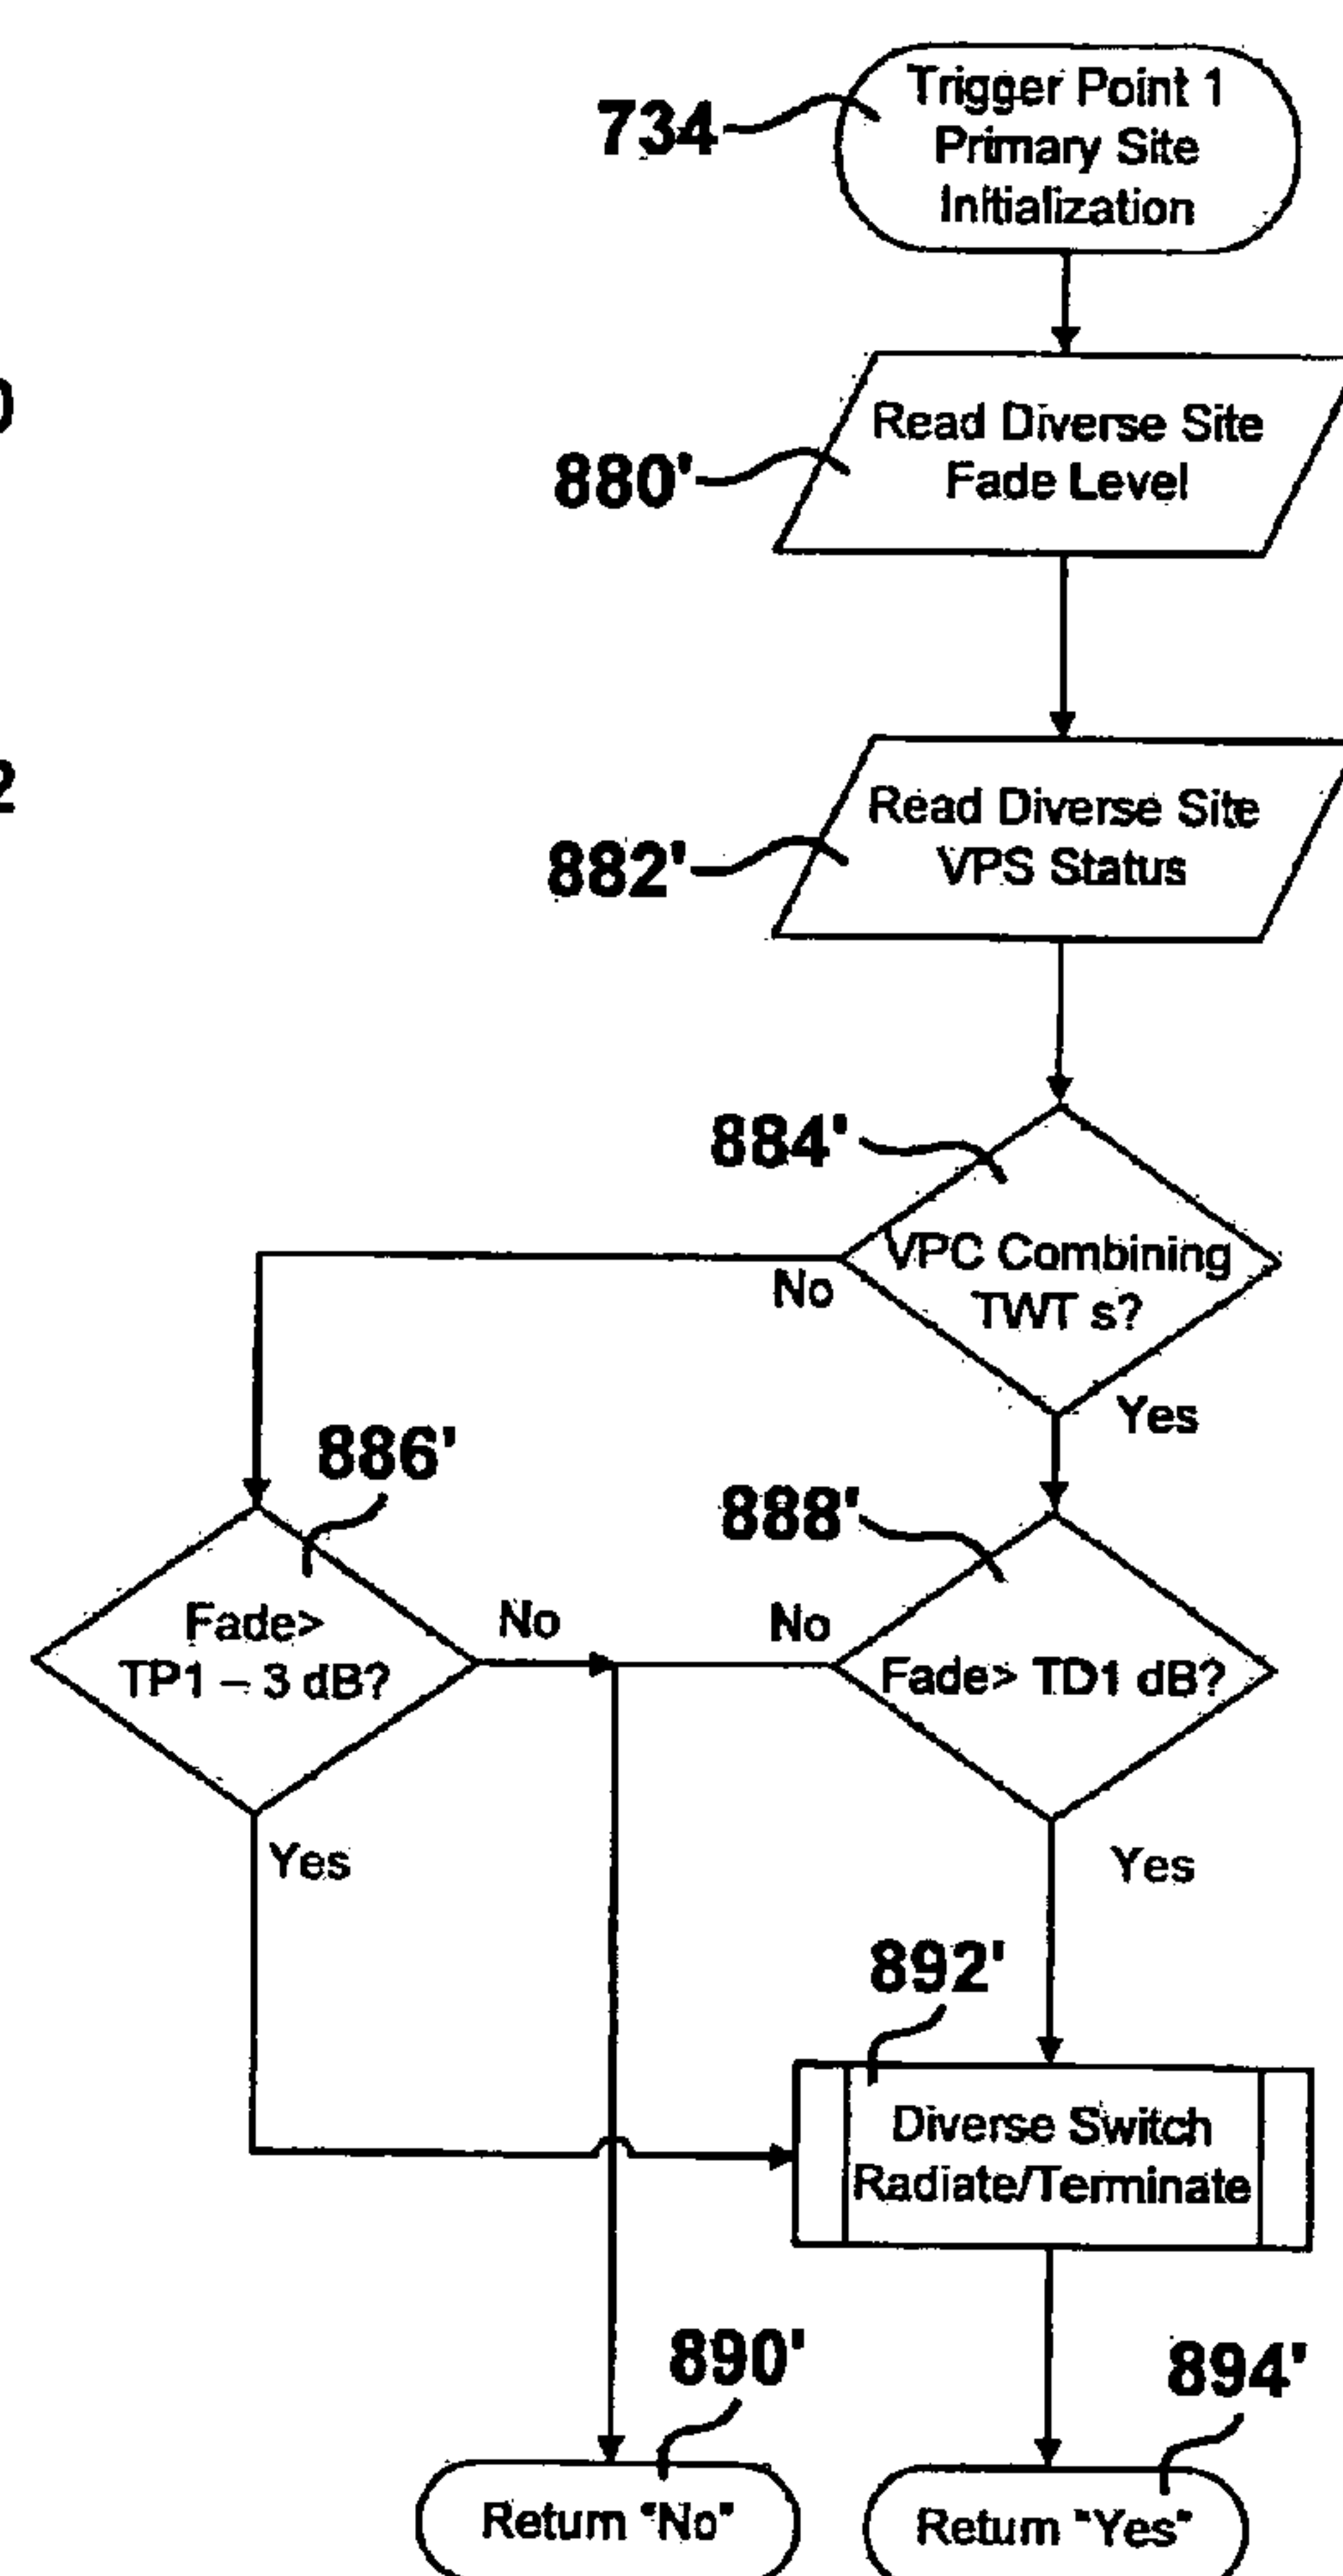 734
Trigger Point 1
Primary Site
Initialization
880'
Read Diverse Site
Fade Level
882'
Read Diverse Site
VPS Status
884'
VPC Combining
TWT s?
No
Yes
886'
888'
Fade>
TP1 – 3 dB?
No
No
Fade> TD1 dB?
Yes
Yes
892'
Diverse Switch
Radiate/Terminate
890'
894'
Return "No"
Return "Yes"